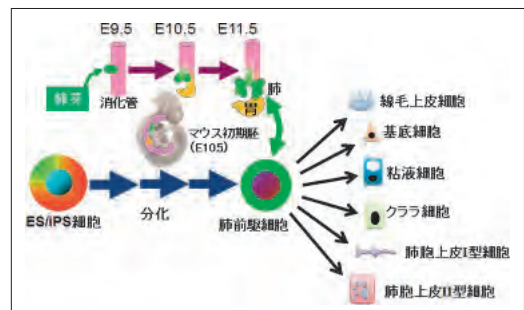 E9.5 E10.5 E11.5
肺芽
消化管
肺
胃
マウス初期胚
(E105)
ES/iPS細胞
分化
肺前駆細胞
線毛上皮細胞
基底細胞
粘液細胞
クララ細胞
肺胞上皮I型細胞
肺胞上皮II型細胞